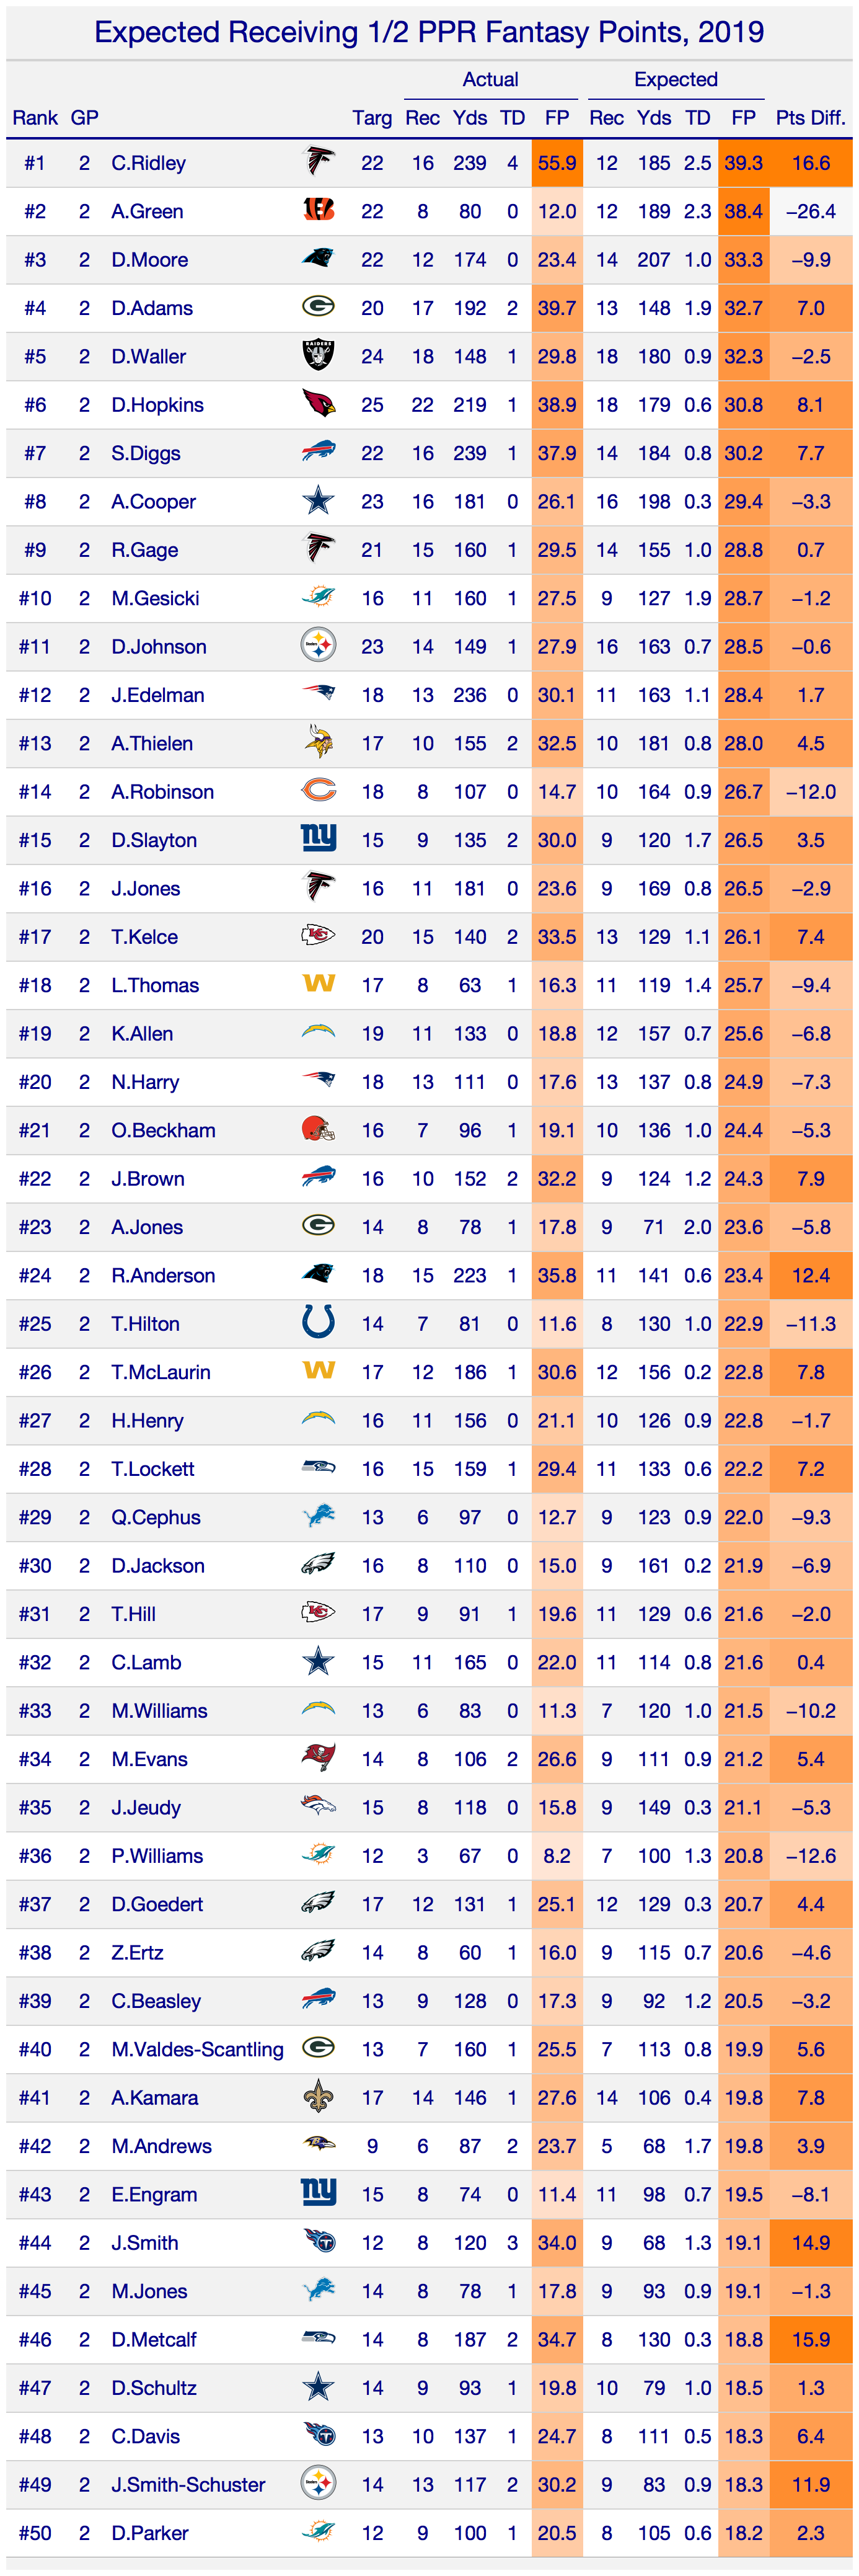 Expected Receiving 1/2 PPR Fantasy Points, 2019
Actual Expected
Rank GP Targ Rec Yds TD FP Rec Yds TD FP Pts Diff.
#1 2 C.Ridley 22 16 239 4 55.9 12 185 2.5 39.3 16.6
#2 2 A.Green 22 8 80 0 12.0 12 189 2.3 38.4 −26.4
#3 2 D.Moore 22 12 174 0 23.4 14 207 1.0 33.3 −9.9
#4 2 D.Adams 20 17 192 2 39.7 13 148 1.9 32.7 7.0
RAIDERS
#5 2 D.Waller 24 18 148 1 29.8 18 180 0.9 32.3 −2.5
#6 2 D.Hopkins 25 22 219 1 38.9 18 179 0.6 30.8 8.1
#7 2 S.Diggs 22 16 239 1 37.9 14 184 0.8 30.2 7.7
#8 2 A.Cooper 23 16 181 0 26.1 16 198 0.3 29.4 −3.3
#9 2 R.Gage 21 15 160 1 29.5 14 155 1.0 28.8 0.7
#10 2 M.Gesicki 16 11 160 1 27.5 9 127 1.9 28.7 −1.2
#11 2 D.Johnson Steelers 23 14 149 1 27.9 16 163 0.7 28.5 −0.6
#12 2 J.Edelman 18 13 236 0 30.1 11 163 1.1 28.4 1.7
#13 2 A.Thielen 17 10 155 2 32.5 10 181 0.8 28.0 4.5
#14 2 A.Robinson 18 8 107 0 14.7 10 164 0.9 26.7 −12.0
#15 2 D.Slayton ny 15 9 135 2 30.0 9 120 1.7 26.5 3.5
#16 2 J.Jones 16 11 181 0 23.6 9 169 0.8 26.5 −2.9
#17 2 T.Kelce KC 20 15 140 2 33.5 13 129 1.1 26.1 7.4
#18 2 L.Thomas W 17 8 63 1 16.3 11 119 1.4 25.7 −9.4
#19 2 K.Allen 19 11 133 0 18.8 12 157 0.7 25.6 −6.8
#20 2 N.Harry 18 13 111 0 17.6 13 137 0.8 24.9 −7.3
#21 2 O.Beckham 16 7 96 1 19.1 10 136 1.0 24.4 −5.3
#22 2 J.Brown 16 10 152 2 32.2 9 124 1.2 24.3 7.9
#23 2 A.Jones G 14 8 78 1 17.8 9 71 2.0 23.6 −5.8
#24 2 R.Anderson 18 15 223 1 35.8 11 141 0.6 23.4 12.4
#25 2 T.Hilton 14 7 81 0 11.6 8 130 1.0 22.9 −11.3
#26 2 T.McLaurin W 17 12 186 1 30.6 12 156 0.2 22.8 7.8
#27 2 H.Henry 16 11 156 0 21.1 10 126 0.9 22.8 −1.7
#28 2 T.Lockett 16 15 159 1 29.4 11 133 0.6 22.2 7.2
#29 2 Q.Cephus 13 6 97 0 12.7 9 123 0.9 22.0 −9.3
#30 2 D.Jackson 16 8 110 0 15.0 9 161 0.2 21.9 −6.9
#31 2 T.Hill KC 17 9 91 1 19.6 11 129 0.6 21.6 −2.0
#32 2 C.Lamb 15 11 165 0 22.0 11 114 0.8 21.6 0.4
#33 2 M.Williams 13 6 83 0 11.3 7 120 1.0 21.5 −10.2
#34 2 M.Evans 14 8 106 2 26.6 9 111 0.9 21.2 5.4
#35 2 J.Jeudy 15 8 118 0 15.8 9 149 0.3 21.1 −5.3
#36 2 P.Williams 12 3 67 0 8.2 7 100 1.3 20.8 −12.6
#37 2 D.Goedert 17 12 131 1 25.1 12 129 0.3 20.7 4.4
#38 2 Z.Ertz 14 8 60 1 16.0 9 115 0.7 20.6 −4.6
#39 2 C.Beasley 13 9 128 0 17.3 9 92 1.2 20.5 −3.2
#40 2 M.Valdes-Scantling G 13 7 160 1 25.5 7 113 0.8 19.9 5.6
#41 2 A.Kamara 17 14 146 1 27.6 14 106 0.4 19.8 7.8
#42 2 M.Andrews 9 6 87 2 23.7 5 68 1.7 19.8 3.9
#43 2 E.Engram ny 15 8 74 0 11.4 11 98 0.7 19.5 −8.1
#44 2 J.Smith T 12 8 120 3 34.0 9 68 1.3 19.1 14.9
#45 2 M.Jones 14 8 78 1 17.8 9 93 0.9 19.1 −1.3
#46 2 D.Metcalf 14 8 187 2 34.7 8 130 0.3 18.8 15.9
#47 2 D.Schultz 14 9 93 1 19.8 10 79 1.0 18.5 1.3
#48 2 C.Davis T 13 10 137 1 24.7 8 111 0.5 18.3 6.4
#49 2 J.Smith-Schuster Steelers 14 13 117 2 30.2 9 83 0.9 18.3 11.9
#50 2 D.Parker 12 9 100 1 20.5 8 105 0.6 18.2 2.3